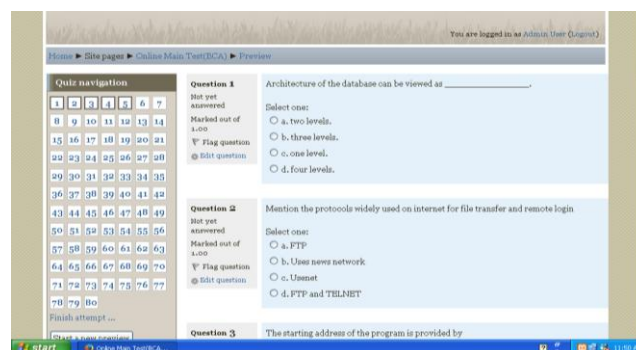 You are logged in as Admin User (Logout)
Home ► Site pages ► Online Main Test(BCA) ► Preview
Quiz navigation
1 2 3 4 5 6 7
8 9 10 11 12 13 14
15 16 17 18 19 20 21
22 23 24 25 26 27 28
29 30 31 32 33 34 35
36 37 38 39 40 41 42
43 44 45 46 47 48 49
50 51 52 53 54 55 56
57 58 59 60 61 62 63
64 65 66 67 68 69 70
71 72 73 74 75 76 77
78 79 80
Finish attempt ...
Start a new preview
Question 1
Not yet
answered
Marked out of
1.00
Flag question
Edit question
Architecture of the database can be viewed as ________________.
Select one:
a. two levels.
b. three levels.
c. one level.
d. four levels.
Question 2
Not yet
answered
Marked out of
1.00
Flag question
Edit question
Mention the protocols widely used on internet for file transfer and remote login
Select one:
a. FTP
b. Uses news network
c. Usenet
d. FTP and TELNET
Question 3
The starting address of the program is provided by
start
Online Main Test(BCA...
11:50